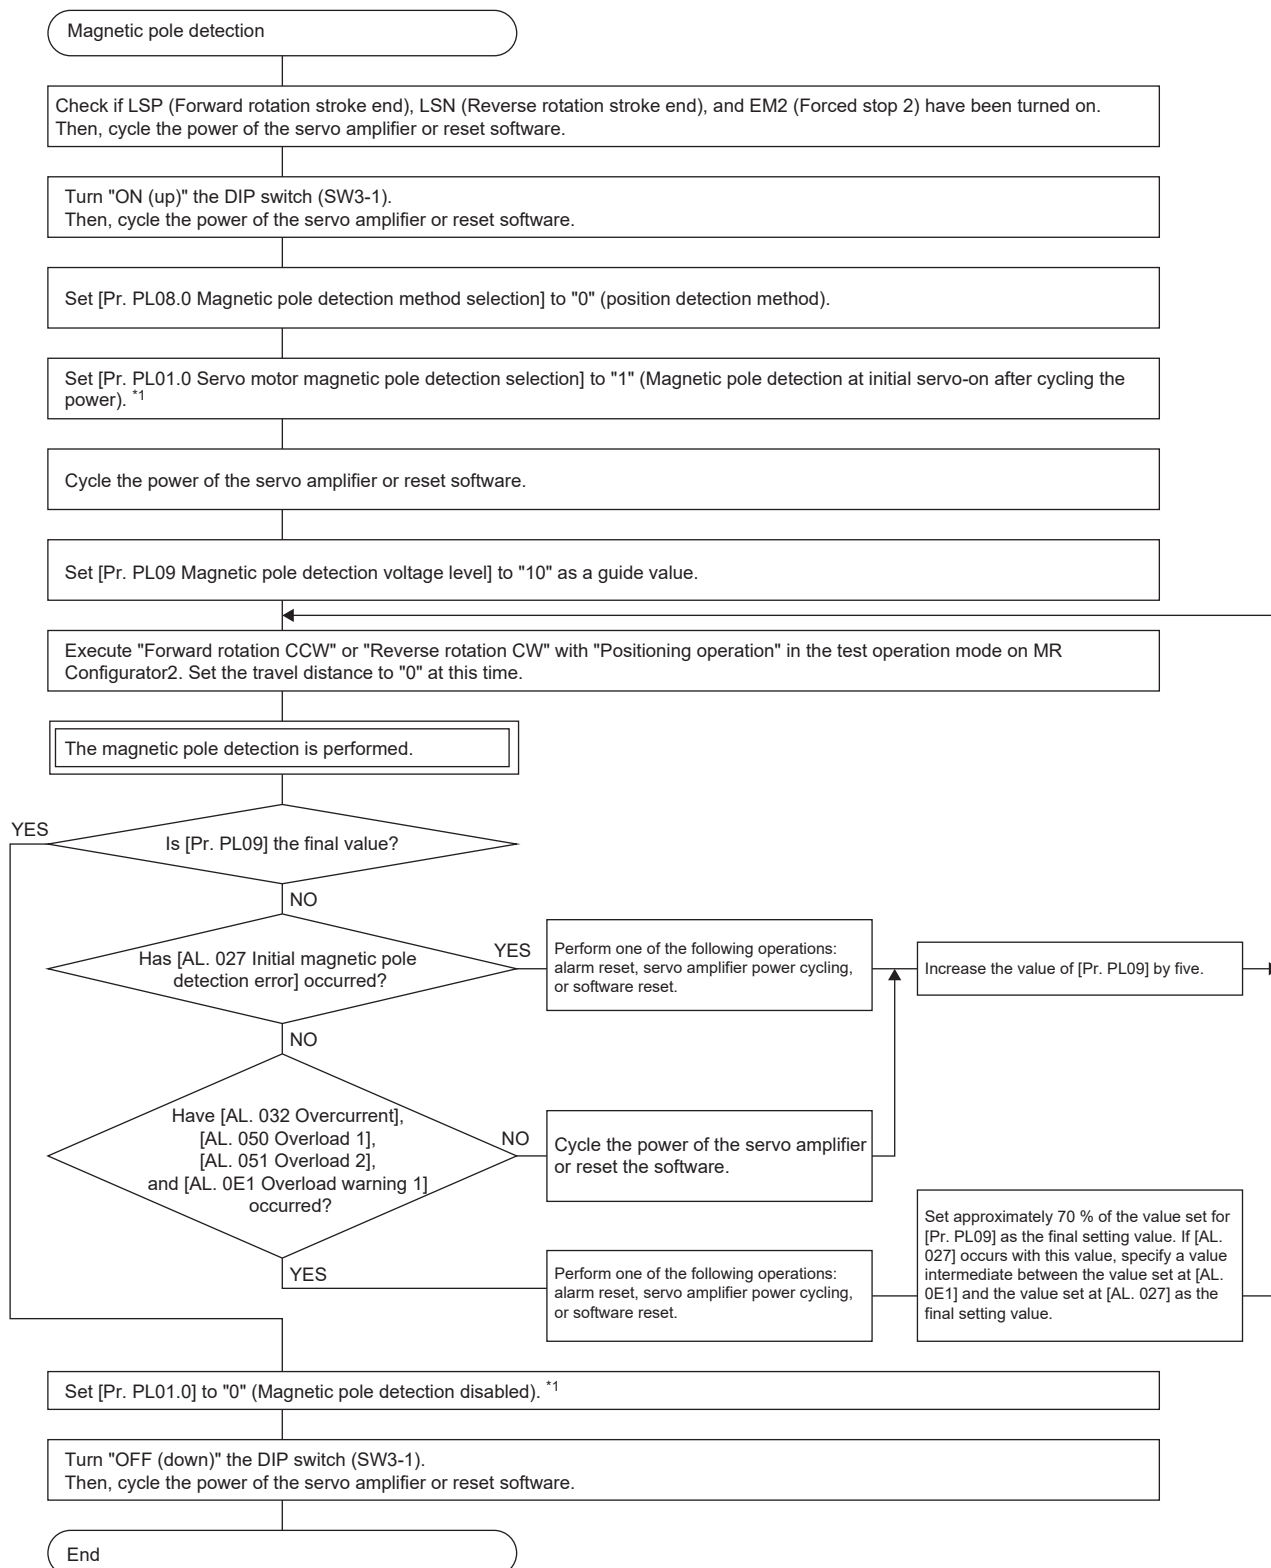 Magnetic pole detection
Check if LSP (Forward rotation stroke end), LSN (Reverse rotation stroke end), and EM2 (Forced stop 2) have been turned on.
Then, cycle the power of the servo amplifier or reset software.
Turn "ON (up)" the DIP switch (SW3-1).
Then, cycle the power of the servo amplifier or reset software.
Set [Pr. PL08.0 Magnetic pole detection method selection] to "0" (position detection method).
Set [Pr. PL01.0 Servo motor magnetic pole detection selection] to "1" (Magnetic pole detection at initial servo-on after cycling the
power). *1
Cycle the power of the servo amplifier or reset software.
Set [Pr. PL09 Magnetic pole detection voltage level] to "10" as a guide value.
Execute "Forward rotation CCW" or "Reverse rotation CW" with "Positioning operation" in the test operation mode on MR
Configurator2. Set the travel distance to "0" at this time.
The magnetic pole detection is performed.
YES
Is [Pr. PL09] the final value?
NO
Has [AL. 027 Initial magnetic pole
detection error] occurred?
YES
Perform one of the following operations:
alarm reset, servo amplifier power cycling,
or software reset.
Increase the value of [Pr. PL09] by five.
NO
Have [AL. 032 Overcurrent],
[AL. 050 Overload 1],
[AL. 051 Overload 2],
and [AL. 0E1 Overload warning 1]
occurred?
NO
Cycle the power of the servo amplifier
or reset the software.
YES
Perform one of the following operations:
alarm reset, servo amplifier power cycling,
or software reset.
Set approximately 70 % of the value set for
[Pr. PL09] as the final setting value. If [AL.
027] occurs with this value, specify a value
intermediate between the value set at [AL.
0E1] and the value set at [AL. 027] as the
final setting value.
Set [Pr. PL01.0] to "0" (Magnetic pole detection disabled). *1
Turn "OFF (down)" the DIP switch (SW3-1).
Then, cycle the power of the servo amplifier or reset software.
End